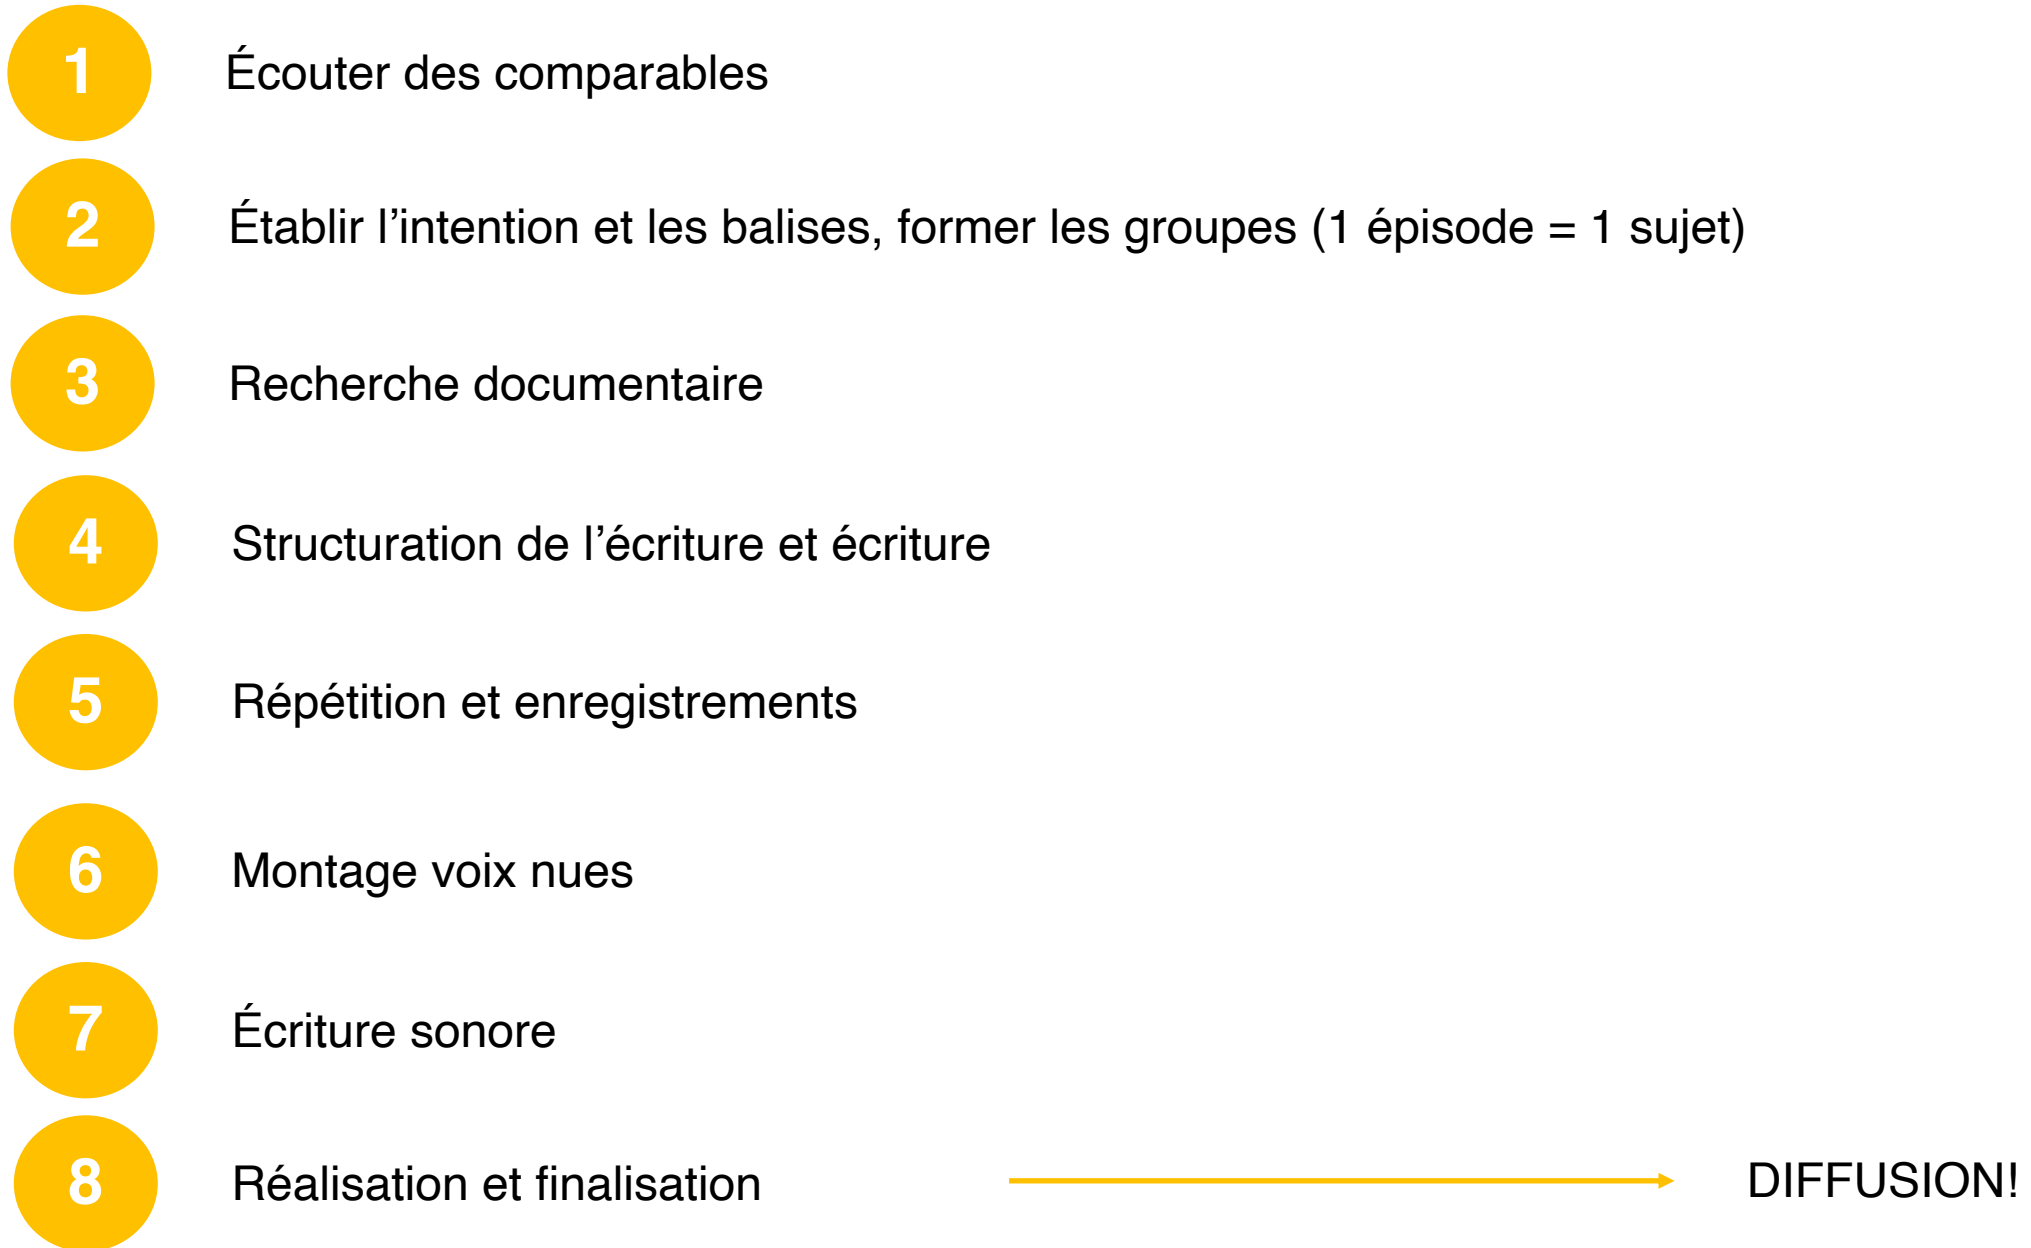 1 Écouter des comparables
2 Établir l’intention et les balises, former les groupes (1 épisode = 1 sujet)
3 Recherche documentaire
4 Structuration de l’écriture et écriture
5 Répétition et enregistrements
6 Montage voix nues
7 Écriture sonore
8 Réalisation et finalisation DIFFUSION!